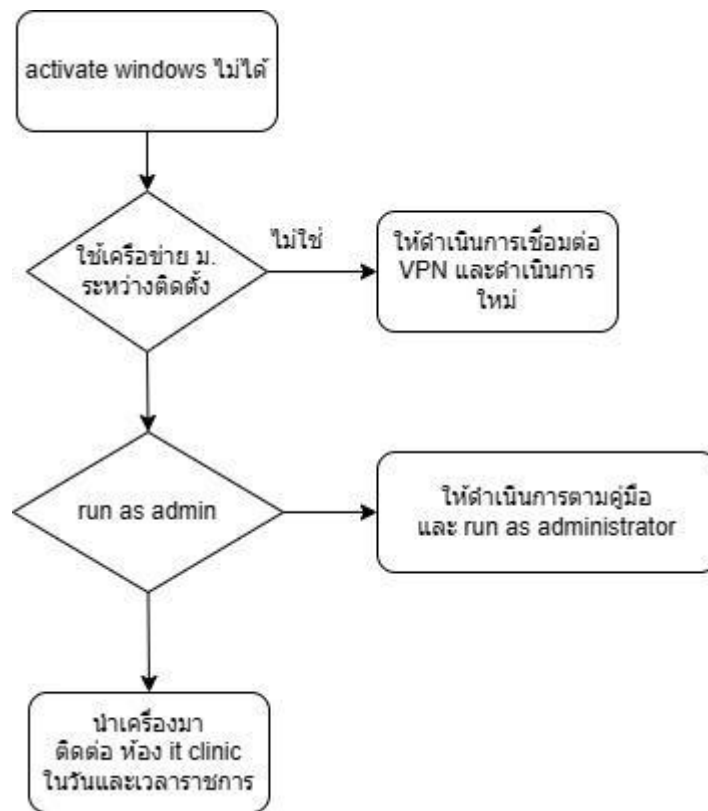 activate windows ไม่ได้
ใช้เครือข่าย ม.
ระหว่างติดตั้ง
ไม่ใช่
ให้ดำเนินการเชื่อมต่อ
VPN และดำเนินการ
ใหม่
run as admin
ให้ดำเนินการตามคู่มือ
และ run as administrator
นำเครื่องมา
ติดต่อ ห้อง it clinic
ในวันและเวลาราชการ